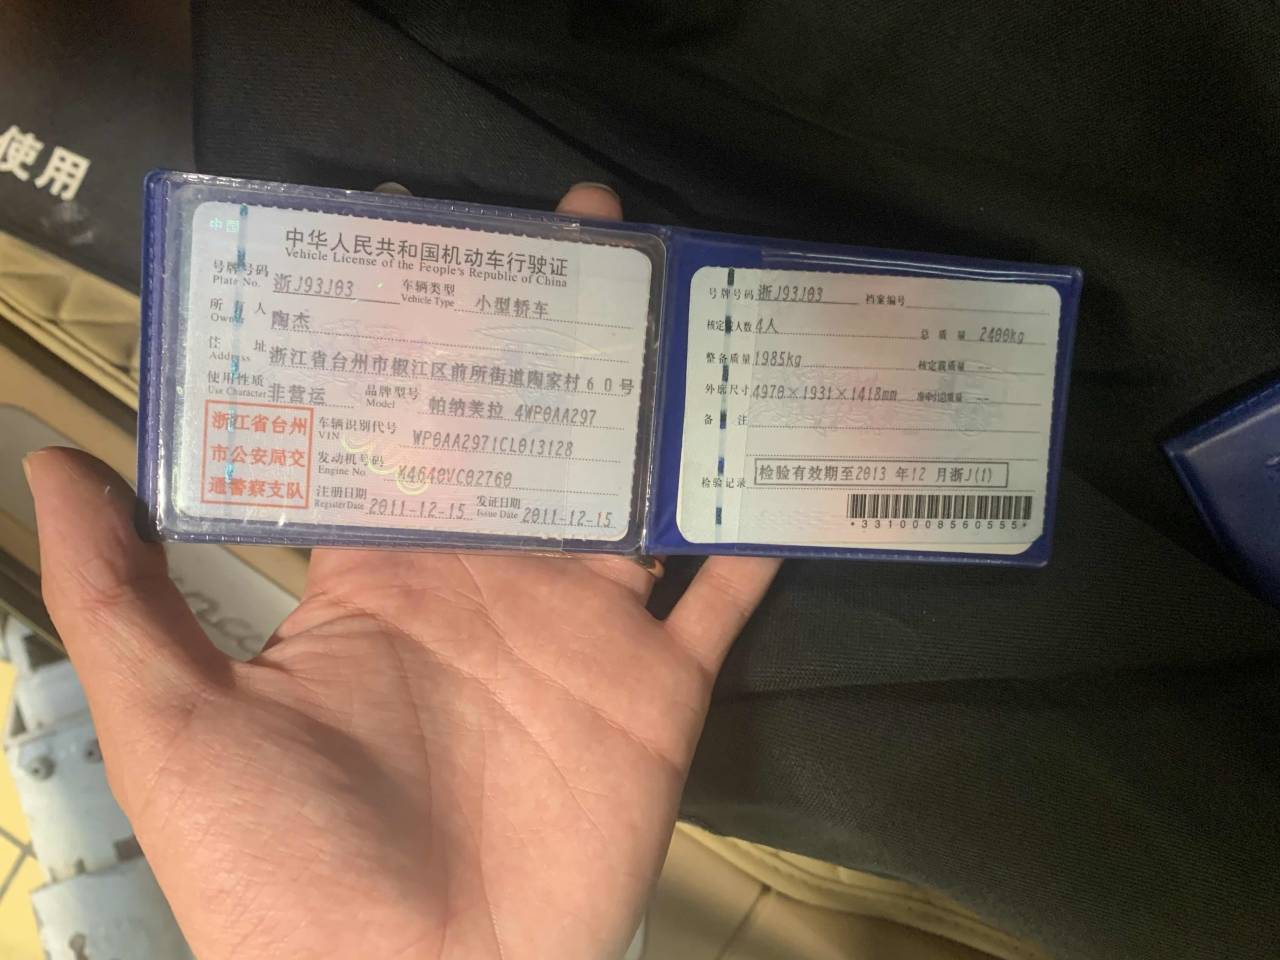 使用
中国
中华人民共和国机动车行驶证
Vehicle License of the People's Republic of China
号牌号码 浙J93J03 车辆类型 小型轿车
Plate No. Vehicle Type
所有人 陶杰
Owner
住址 浙江省台州市椒江区前所街道陶家村60号
Address
使用性质 非营运 品牌型号 帕纳美拉 4WP0AA297
Use Character Model
浙江省台州
市公安局交
通警察支队
车辆识别代号 WP0AA2971CL013128
VIN
发动机号码 M4640VC02760
Engine No.
注册日期 2011-12-15 发证日期 2011-12-15
Register Date Issue Date
号牌号码 浙J93J03 档案编号
核定载人数 4人 总质量 2400kg
整备质量 1985kg 核定载质量 --
外廓尺寸 4970×1931×1418mm 准牵引总质量 --
备注
检验记录 检验有效期至2013年12月浙J(1)
*3310008560555*